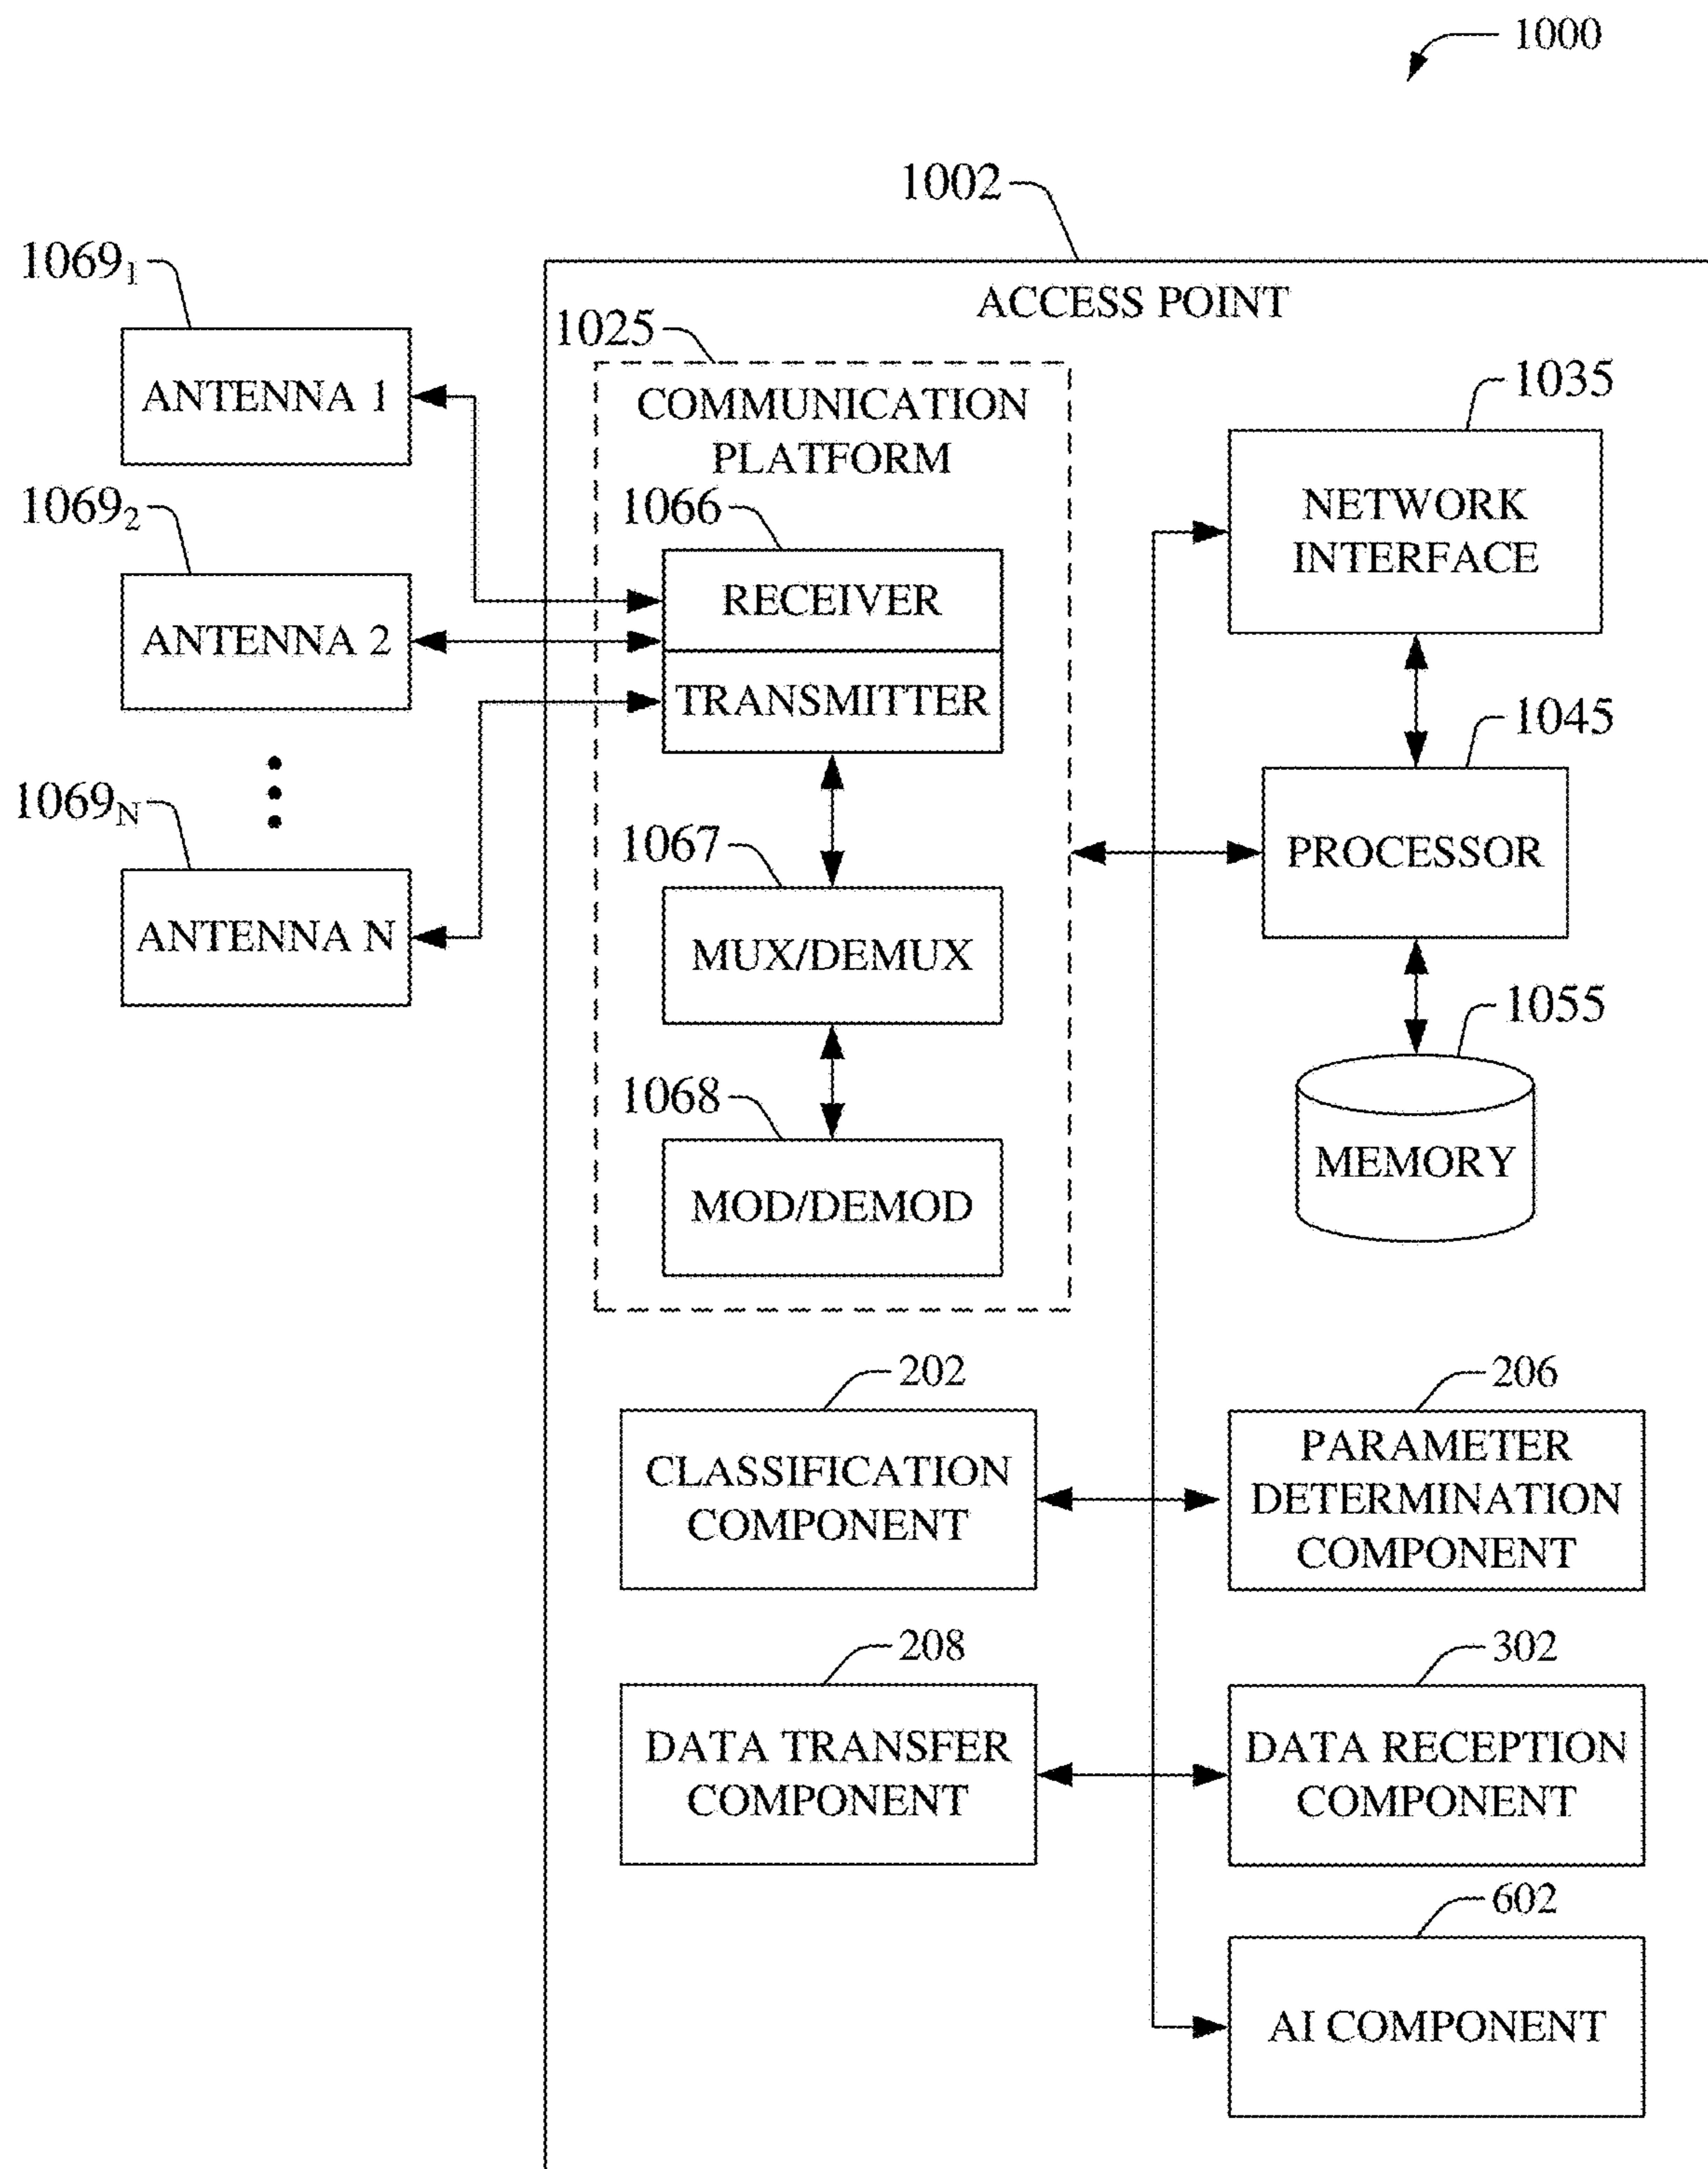 1000
1002
ACCESS POINT
1069₁
ANTENNA 1
1069₂
ANTENNA 2
1069N
ANTENNA N
1025
COMMUNICATION
PLATFORM
1066
RECEIVER
TRANSMITTER
1067
MUX/DEMUX
1068
MOD/DEMOD
1035
NETWORK
INTERFACE
1045
PROCESSOR
1055
MEMORY
202
CLASSIFICATION
COMPONENT
206
PARAMETER
DETERMINATION
COMPONENT
208
DATA TRANSFER
COMPONENT
302
DATA RECEPTION
COMPONENT
602
AI COMPONENT